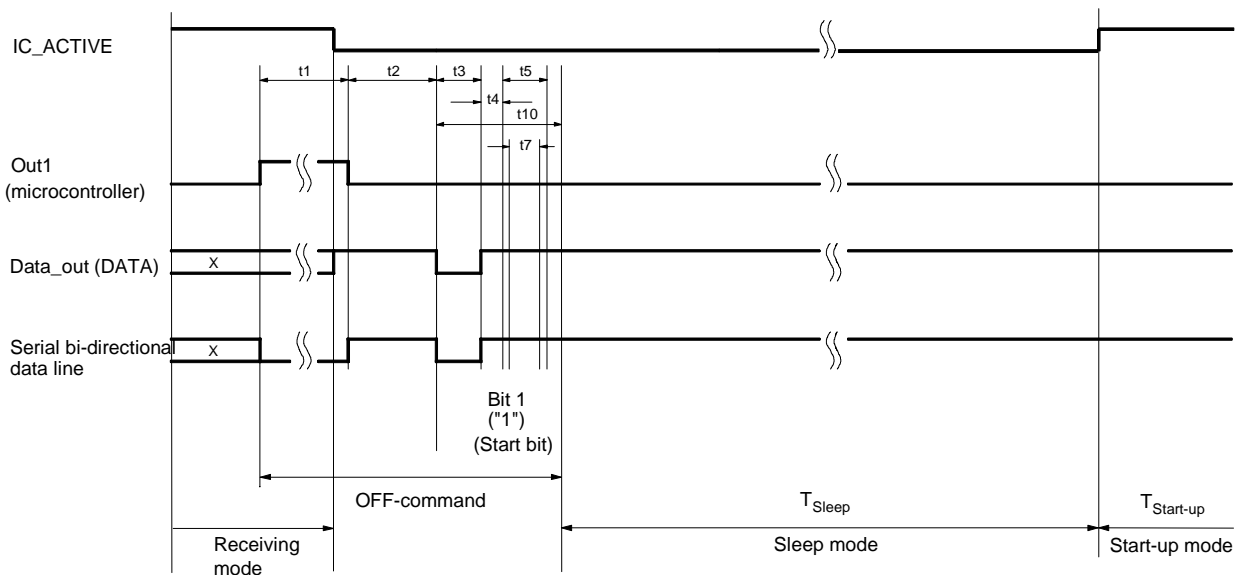 IC_ACTIVE
t1
t2
t3
t5
t4
t10
t7
Out1
(microcontroller)
Data_out (DATA)
X
Serial bi-directional
data line
X
Bit 1
("1")
(Start bit)
OFF-command
TSleep
TStart-up
Receiving
mode
Sleep mode
Start-up mode